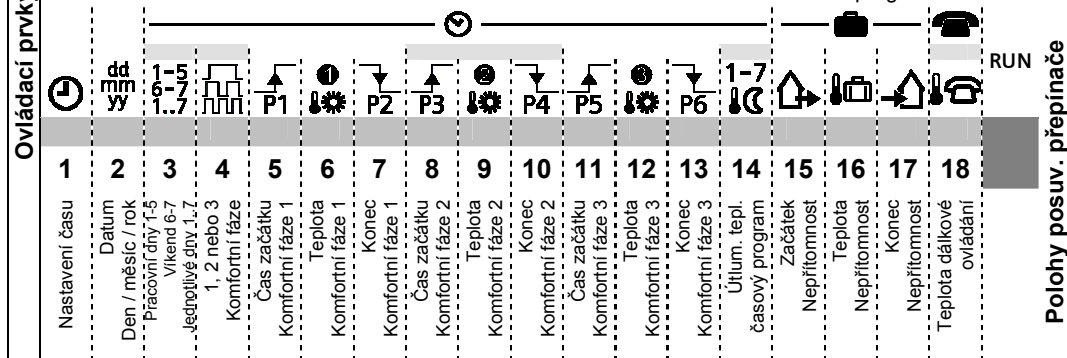 Ovládací prvky
RUN
dd
mm
yy
1-5
6-7
1..7
P1
1
P2
P3
2
P4
P5
3
P6
1-7
1 2 3 4 5 6 7 8 9 10 11 12 13 14 15 16 17 18
Nastavení času
Datum
Den / měsíc / rok
Pracovní dny 1-5
Víkend 6-7
Jednotlivé dny 1..7
1, 2 nebo 3
Komfortní fáze
Čas začátku
Komfortní fáze 1
Teplota
Komfortní fáze 1
Konec
Komfortní fáze 1
Čas začátku
Komfortní fáze 2
Teplota
Komfortní fáze 2
Konec
Komfortní fáze 2
Čas začátku
Komfortní fáze 3
Teplota
Komfortní fáze 3
Konec
Komfortní fáze 3
Útlum. tepl.
časový program
Začátek
Nepřítomnost
Teplota
Nepřítomnost
Konec
Nepřítomnost
Teplota dálkové
ovládání
Polohy posuv. přepínače